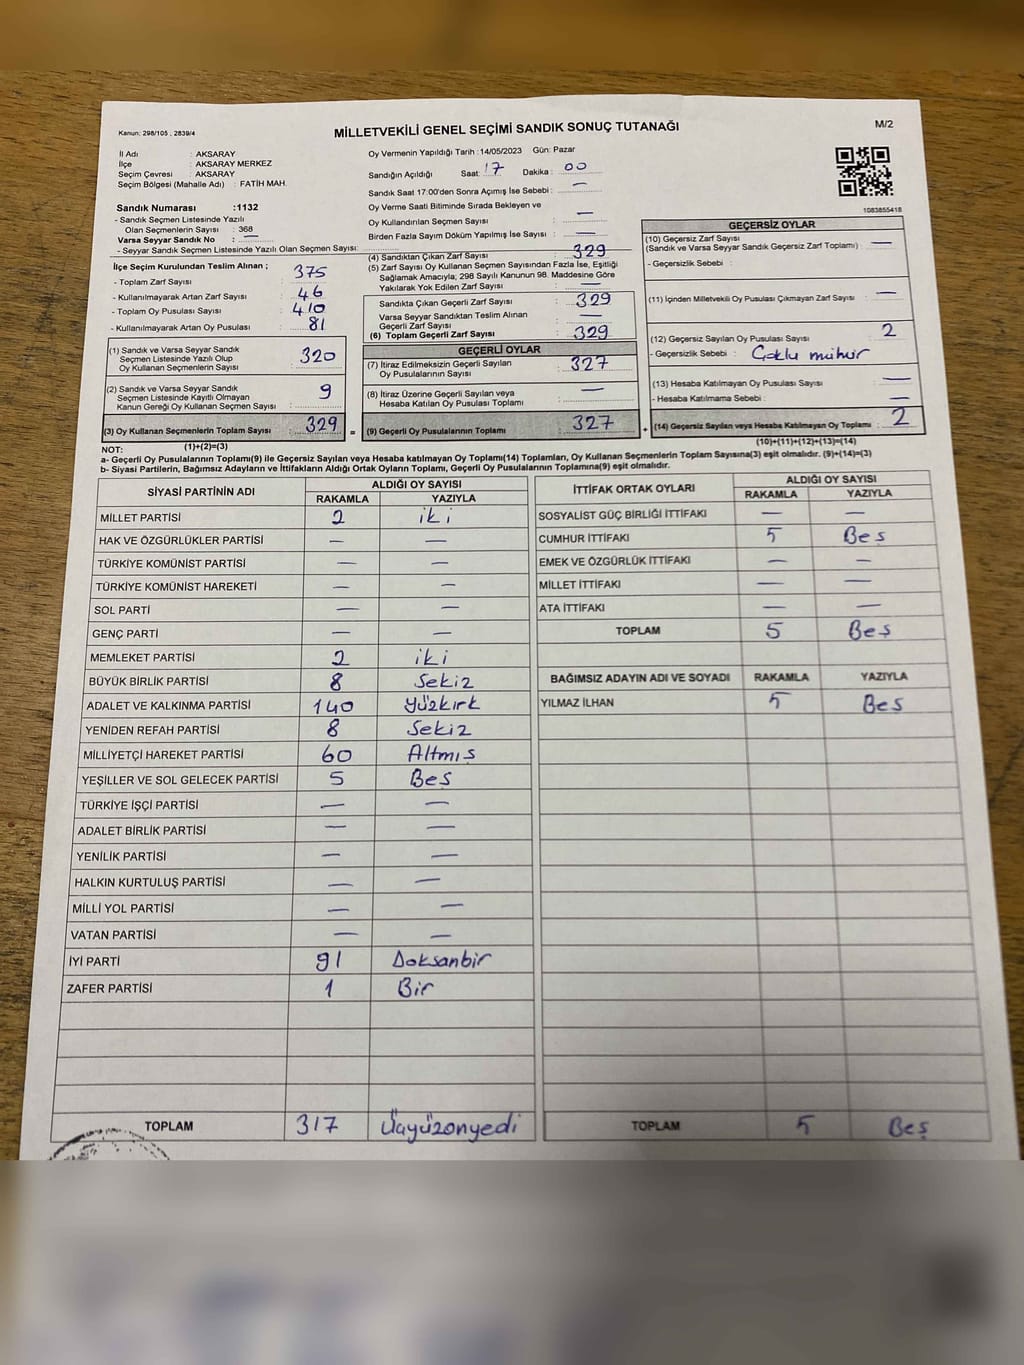 Kanun: 298/105 , 2839/4
MİLLETVEKİLİ GENEL SEÇİMİ SANDIK SONUÇ TUTANAĞI
M/2
İl Adı : AKSARAY
İlçe : AKSARAY MERKEZ
Seçim Çevresi : AKSARAY
Seçim Bölgesi (Mahalle Adı) : FATİH MAH.
Sandık Numarası :1132
- Sandık Seçmen Listesinde Yazılı
Olan Seçmenlerin Sayısı : 368
Varsa Seyyar Sandık No : —
- Seyyar Sandık Seçmen Listesinde Yazılı Olan Seçmen Sayısı:
Oy Vermenin Yapıldığı Tarih :14/05/2023 Gün: Pazar
Sandığın Açıldığı Saat: 17 Dakika : 00
Sandık Saat 17:00'den Sonra Açımış İse Sebebi : —
Oy Verme Saati Bitiminde Sırada Bekleyen ve
Oy Kullandırılan Seçmen Sayısı : —
Birden Fazla Sayım Döküm Yapılmış İse Sayısı : —
1083855418
İlçe Seçim Kurulundan Teslim Alınan ;
- Toplam Zarf Sayısı : 375
- Kullanılmayarak Artan Zarf Sayısı : 46
- Toplam Oy Pusulası Sayısı : 410
- Kullanılmayarak Artan Oy Pusulası : 81
(4) Sandıktan Çıkan Zarf Sayısı : 329
(5) Zarf Sayısı Oy Kullanan Seçmen Sayısından Fazla İse, Eşitliği
Sağlamak Amacıyla; 298 Sayılı Kanunun 98. Maddesine Göre
Yakılarak Yok Edilen Zarf Sayısı : —
Sandıkta Çıkan Geçerli Zarf Sayısı : 329
Varsa Seyyar Sandıktan Teslim Alınan
Geçerli Zarf Sayısı : —
(6) Toplam Geçerli Zarf Sayısı : 329
GEÇERSİZ OYLAR
(10) Geçersiz Zarf Sayısı
(Sandık ve Varsa Seyyar Sandık Geçersiz Zarf Toplamı) : —
- Geçersizlik Sebebi :
(11) İçinden Milletvekili Oy Pusulası Çıkmayan Zarf Sayısı : —
(12) Geçersiz Sayılan Oy Pusulası Sayısı : 2
- Geçersizlik Sebebi : Çoklu mühür
(13) Hesaba Katılmayan Oy Pusulası Sayısı : —
- Hesaba Katılmama Sebebi : —
(14) Geçersiz Sayılan veya Hesaba Katılmayan Oy Toplamı : 2
(10)+(11)+(12)+(13)=(14)
(1) Sandık ve Varsa Seyyar Sandık
Seçmen Listesinde Yazılı Olup
Oy Kullanan Seçmenlerin Sayısı : 320
(2) Sandık ve Varsa Seyyar Sandık
Seçmen Listesinde Kayıtlı Olmayan
Kanun Gereği Oy Kullanan Seçmen Sayısı : 9
(3) Oy Kullanan Seçmenlerin Toplam Sayısı : 329
(1)+(2)=(3)
=
GEÇERLİ OYLAR
(7) İtiraz Edilmeksizin Geçerli Sayılan
Oy Pusulalarının Sayısı : 327
(8) İtiraz Üzerine Geçerli Sayılan veya
Hesaba Katılan Oy Pusulası Toplamı : —
(9) Geçerli Oy Pusulalarının Toplamı : 327
+
NOT:
a- Geçerli Oy Pusulalarının Toplamı(9) ile Geçersiz Sayılan veya Hesaba Katılmayan Oy Toplamı(14) Toplamları, Oy Kullanan Seçmenlerin Toplam Sayısına(3) eşit olmalıdır. (9)+(14)=(3)
b- Siyasi Partilerin, Bağımsız Adayların ve İttifakların Aldığı Ortak Oyların Toplamı, Geçerli Oy Pusulalarının Toplamına(9) eşit olmalıdır.
SİYASİ PARTİNİN ADI ALDIĞI OY SAYISI
RAKAMLA YAZIYLA
MİLLET PARTİSİ 2 iki
HAK VE ÖZGÜRLÜKLER PARTİSİ — —
TÜRKİYE KOMÜNİST PARTİSİ — —
TÜRKİYE KOMÜNİST HAREKETİ — —
SOL PARTİ — —
GENÇ PARTİ — —
MEMLEKET PARTİSİ 2 iki
BÜYÜK BİRLİK PARTİSİ 8 Sekiz
ADALET VE KALKINMA PARTİSİ 140 Yüzkırk
YENİDEN REFAH PARTİSİ 8 Sekiz
MİLLİYETÇİ HAREKET PARTİSİ 60 Altmış
YEŞİLLER VE SOL GELECEK PARTİSİ 5 Beş
TÜRKİYE İŞÇİ PARTİSİ — —
ADALET BİRLİK PARTİSİ — —
YENİLİK PARTİSİ — —
HALKIN KURTULUŞ PARTİSİ — —
MİLLİ YOL PARTİSİ — —
VATAN PARTİSİ — —
İYİ PARTİ 91 Doksanbir
ZAFER PARTİSİ 1 Bir
TOPLAM 317 Üçyüzonyedi
İTTİFAK ORTAK OYLARI ALDIĞI OY SAYISI
RAKAMLA YAZIYLA
SOSYALİST GÜÇ BİRLİĞİ İTTİFAKI — —
CUMHUR İTTİFAKI 5 Beş
EMEK VE ÖZGÜRLÜK İTTİFAKI — —
MİLLET İTTİFAKI — —
ATA İTTİFAKI — —
TOPLAM 5 Beş
BAĞIMSIZ ADAYIN ADI VE SOYADI RAKAMLA YAZIYLA
YILMAZ İLHAN 5 Beş
TOPLAM 5 Beş